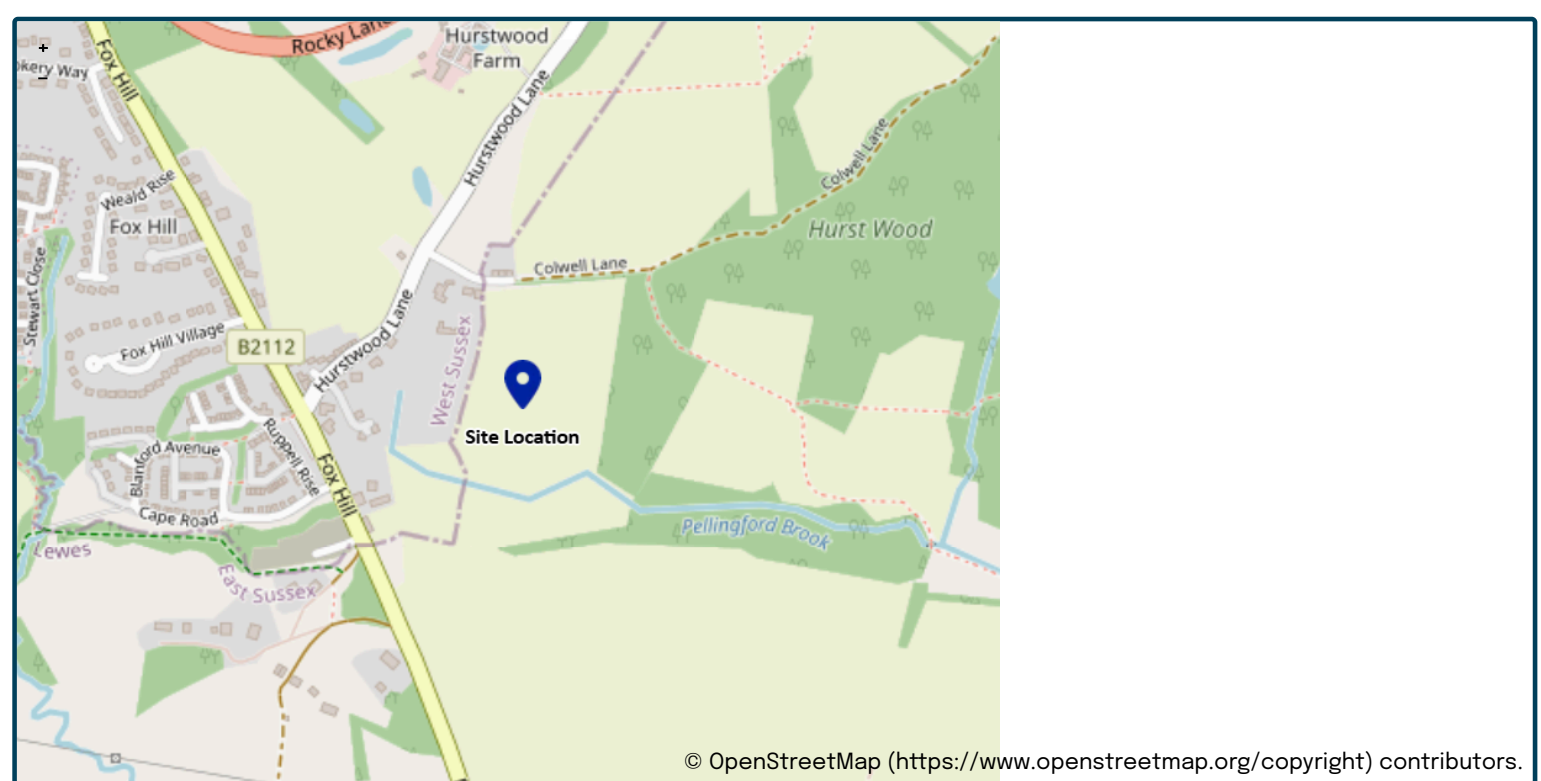 +
−
Rocky Lane
Hurstwood
Farm
Fox Hill
okery Way
Hurstwood Lane
Colwell Lane
Weald Rise
Fox Hill
Hurst Wood
Stewart Close
Colwell Lane
Fox Hill Village
B2112
Hurstwood Lane
West Sussex
Site Location
Ruppell Rise
Blanford Avenue
Fox Hill
Cape Road
Pellingford Brook
Lewes
East Sussex
© OpenStreetMap (https://www.openstreetmap.org/copyright) contributors.